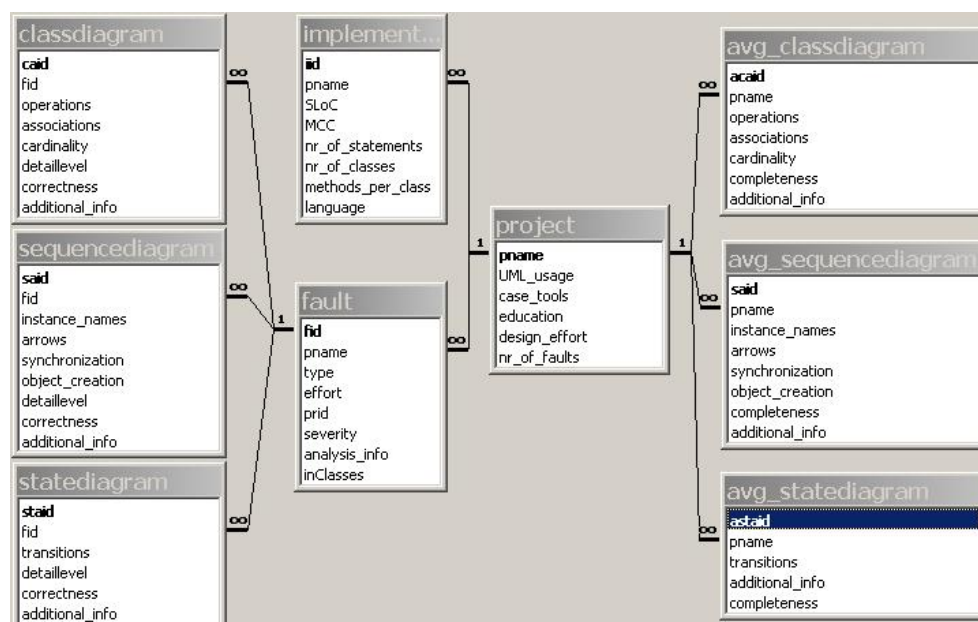 classdiagram
caid
fid
operations
associations
cardinality
detaillevel
correctness
additional_info
sequencediagram
said
fid
instance_names
arrows
synchronization
object_creation
detaillevel
correctness
additional_info
statediagram
staid
fid
transitions
detaillevel
correctness
additional_info
implement...
iid
pname
SLoC
MCC
nr_of_statements
nr_of_classes
methods_per_class
language
fault
fid
pname
type
effort
prid
severity
analysis_info
inClasses
project
pname
UML_usage
case_tools
education
design_effort
nr_of_faults
avg_classdiagram
acaid
pname
operations
associations
cardinality
completeness
additional_info
avg_sequencediagram
said
pname
instance_names
arrows
synchronization
object_creation
completeness
additional_info
avg_statediagram
astaid
pname
transitions
additional_info
completeness
∞
∞
∞
1
∞
∞
1
1
∞
∞
∞